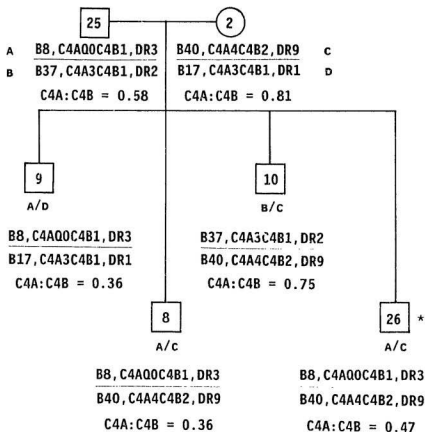 25 2
A B8,C4AQ0C4B1,DR3 B40,C4A4C4B2,DR9 C
B B37,C4A3C4B1,DR2 B17,C4A3C4B1,DR1 D
C4A:C4B = 0.58 C4A:C4B = 0.81
9 10
A/D B/C
B8,C4AQ0C4B1,DR3 B37,C4A3C4B1,DR2
B17,C4A3C4B1,DR1 B40,C4A4C4B2,DR9
C4A:C4B = 0.36 C4A:C4B = 0.75
8 26 *
A/C A/C
B8,C4AQ0C4B1,DR3 B8,C4AQ0C4B1,DR3
B40,C4A4C4B2,DR9 B40,C4A4C4B2,DR9
C4A:C4B = 0.36 C4A:C4B = 0.47